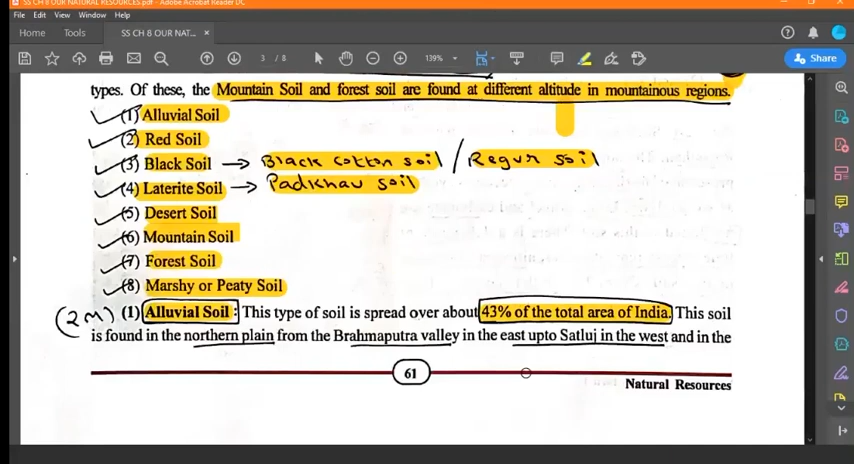 SS CH 8 OUR NATURAL RESOURCES.pdf - Adobe Acrobat Reader DC
File Edit View Window Help
Home Tools SS CH 8 OUR NAT... ×
3 / 8 139% Share
types. Of these, the Mountain Soil and forest soil are found at different altitude in mountainous regions.
(1) Alluvial Soil
(2) Red Soil
(3) Black Soil → Black cotton soil / Regur soil
(4) Laterite Soil → Padkhau soil
(5) Desert Soil
(6) Mountain Soil
(7) Forest Soil
(8) Marshy or Peaty Soil
(2M) (1) Alluvial Soil : This type of soil is spread over about 43% of the total area of India. This soil
is found in the northern plain from the Brahmaputra valley in the east upto Satluj in the west and in the
61
Natural Resources